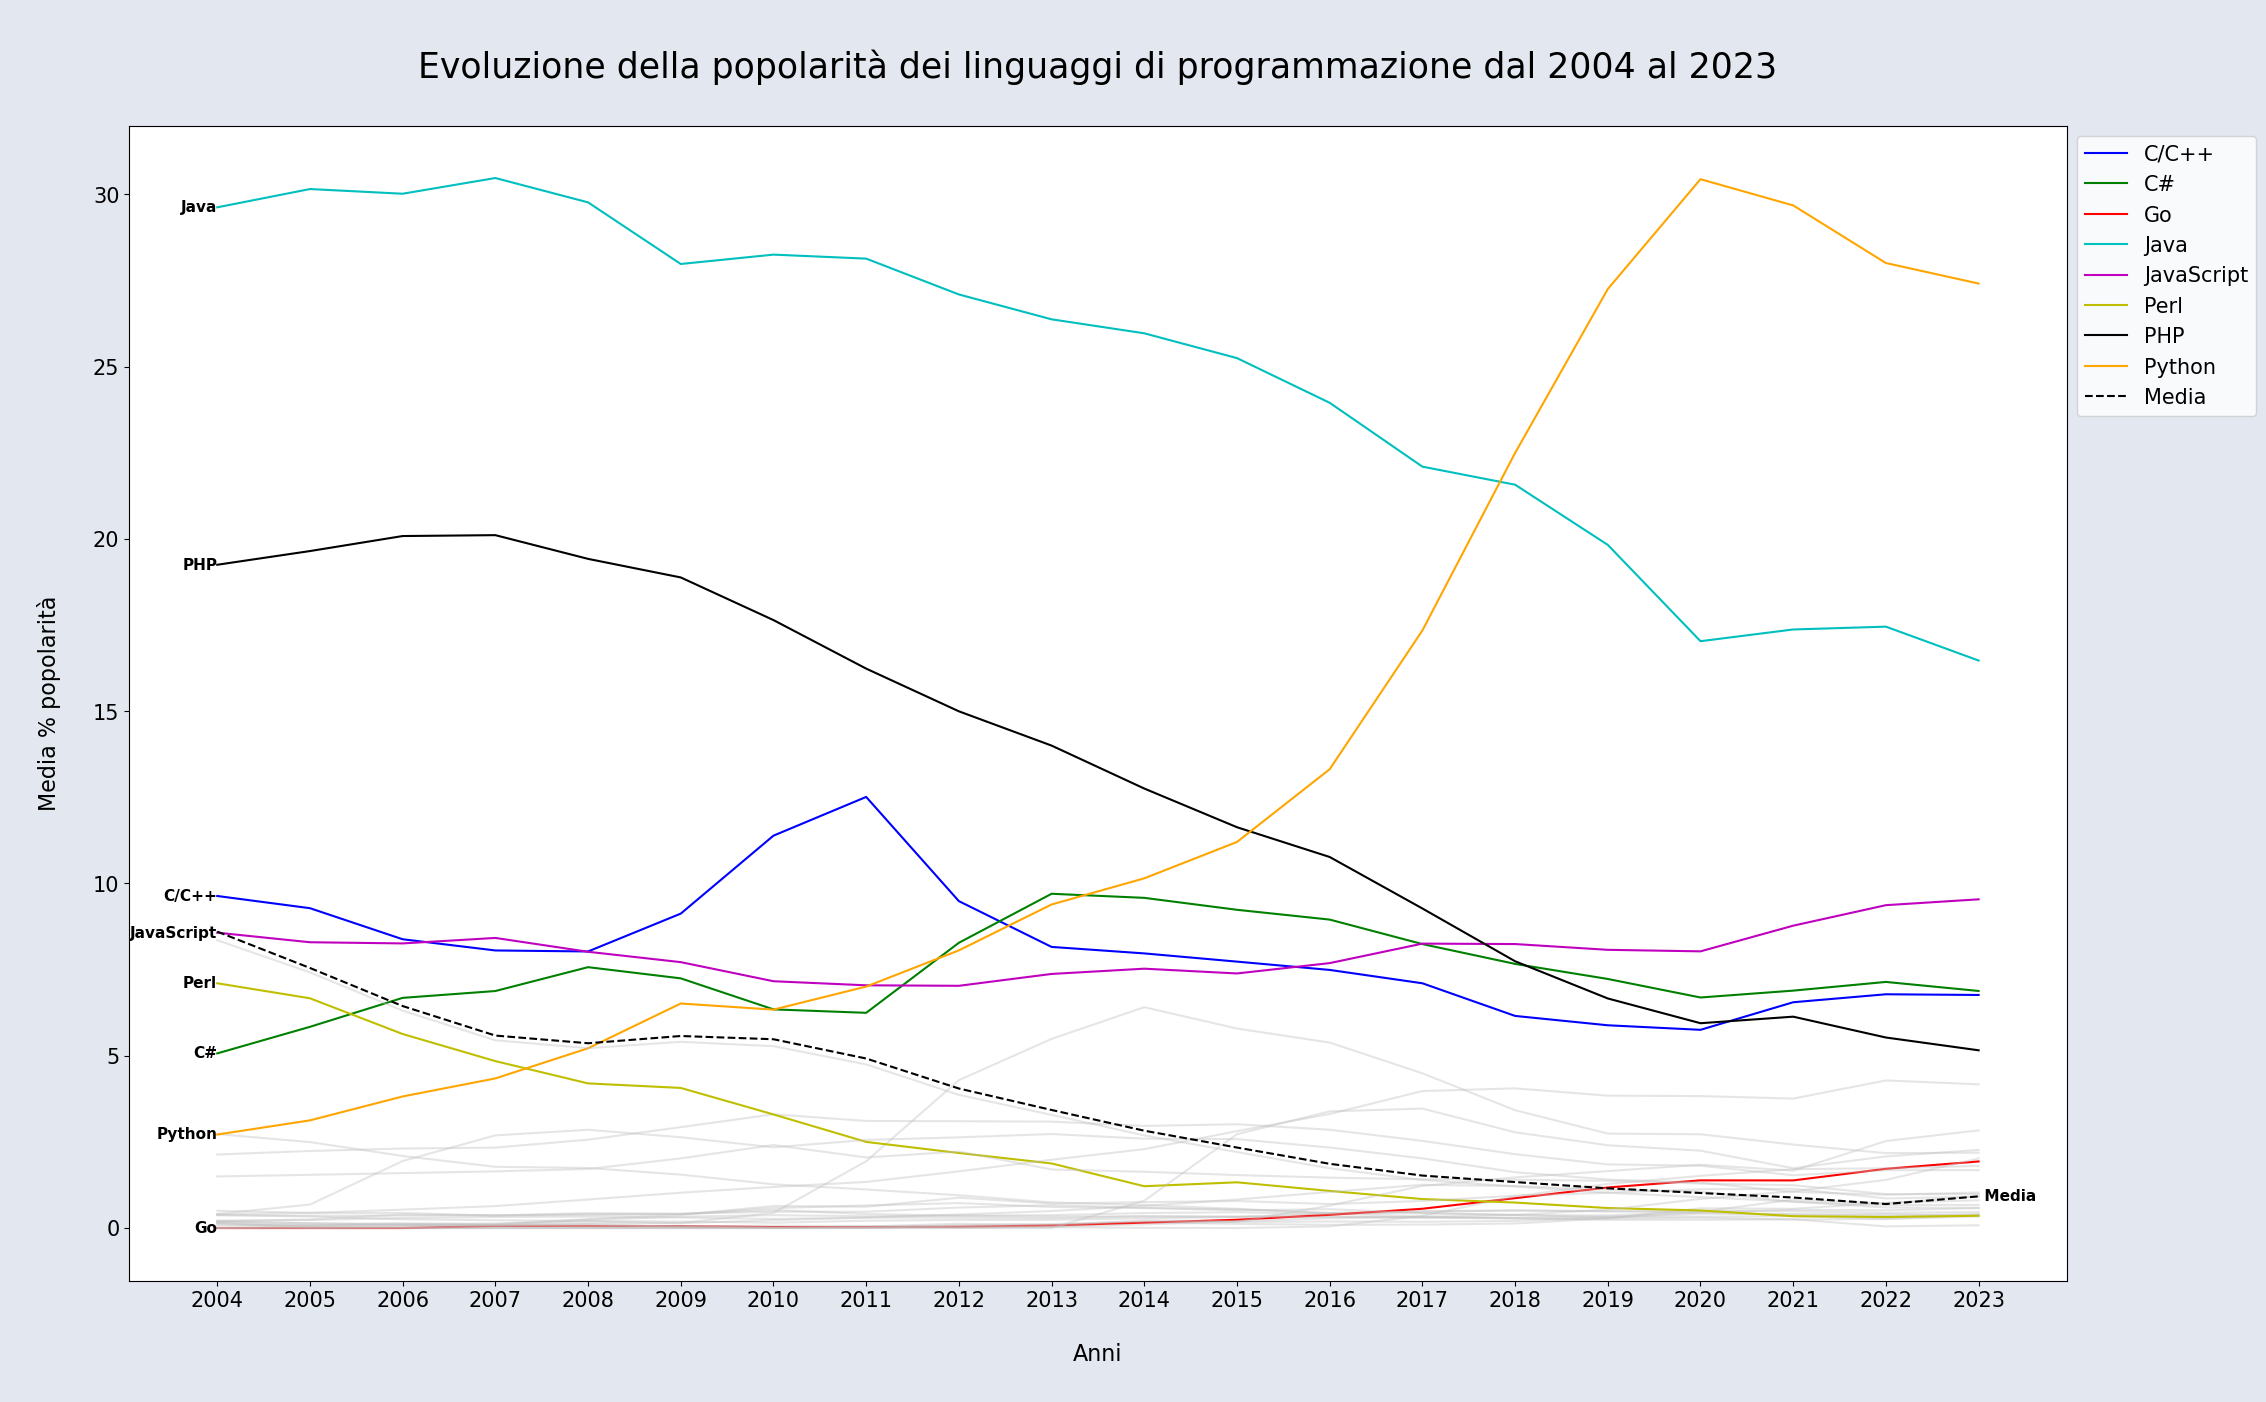 Evoluzione della popolarità dei linguaggi di programmazione dal 2004 al 2023
C/C++
C#
Go
Java
JavaScript
Perl
PHP
Python
Media
Media % popolarità
30
25
20
15
10
5
0
Java
PHP
C/C++
JavaScript
Perl
C#
Python
Go
Media
2004 2005 2006 2007 2008 2009 2010 2011 2012 2013 2014 2015 2016 2017 2018 2019 2020 2021 2022 2023
Anni